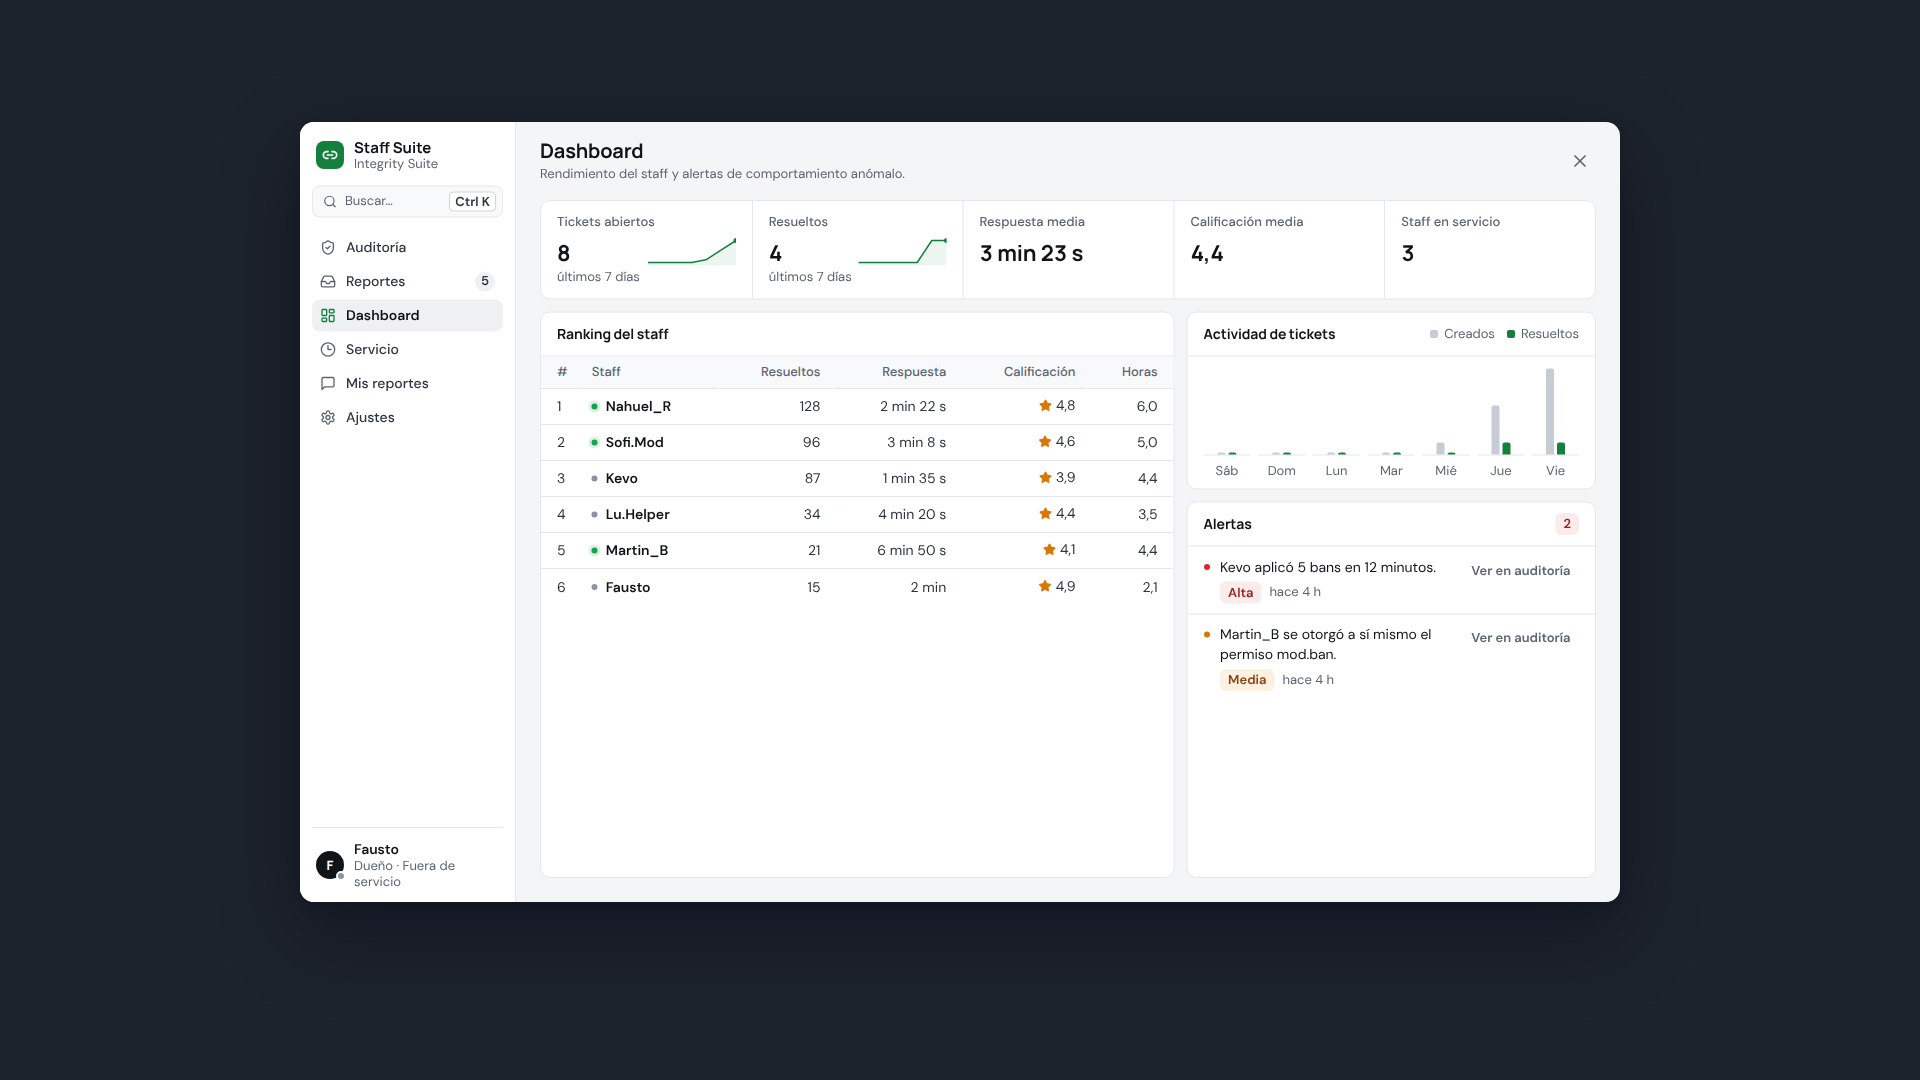 Staff Suite
Integrity Suite
Buscar... Ctrl K
Auditoría
Reportes 5
Dashboard
Servicio
Mis reportes
Ajustes
Fausto
Dueño · Fuera de
servicio
F
Dashboard
Rendimiento del staff y alertas de comportamiento anómalo.
Tickets abiertos
8
últimos 7 días
Resueltos
4
últimos 7 días
Respuesta media
3 min 23 s
Calificación media
4,4
Staff en servicio
3
Ranking del staff
# Staff Resueltos Respuesta Calificación Horas
1 Nahuel_R 128 2 min 22 s 4,8 6,0
2 Sofi.Mod 96 3 min 8 s 4,6 5,0
3 Kevo 87 1 min 35 s 3,9 4,4
4 Lu.Helper 34 4 min 20 s 4,4 3,5
5 Martin_B 21 6 min 50 s 4,1 4,4
6 Fausto 15 2 min 4,9 2,1
Actividad de tickets Creados Resueltos
Sáb Dom Lun Mar Mié Jue Vie
Alertas 2
Kevo aplicó 5 bans en 12 minutos. Ver en auditoría
Alta hace 4 h
Martin_B se otorgó a sí mismo el Ver en auditoría
permiso mod.ban.
Media hace 4 h